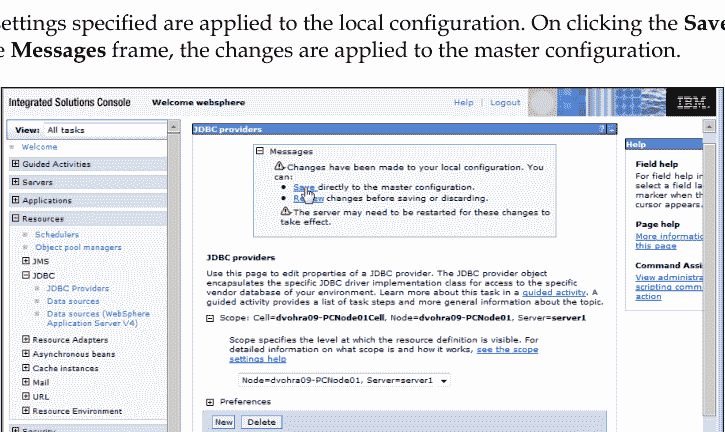 settings specified are applied to the local configuration. On clicking the Save
e Messages frame, the changes are applied to the master configuration.
Integrated Solutions Console Welcome websphere Help | Logout IBM.
View: All tasks
Welcome
Guided Activities
Servers
Applications
Resources
Schedulers
Object pool managers
JMS
JDBC
JDBC Providers
Data sources
Data sources (WebSphere
Application Server V4)
Resource Adapters
Asynchronous beans
Cache instances
Mail
URL
Resource Environment
Security
JDBC providers ? -
Messages
Changes have been made to your local configuration. You
can:
Save directly to the master configuration.
Review changes before saving or discarding.
The server may need to be restarted for these changes to
take effect.
JDBC providers
Use this page to edit properties of a JDBC provider. The JDBC provider object
encapsulates the specific JDBC driver implementation class for access to the specific
vendor database of your environment. Learn more about this task in a guided activity. A
guided activity provides a list of task steps and more general information about the topic.
Scope: Cell=dvohra09-PCNode01Cell, Node=dvohra09-PCNode01, Server=server1
Scope specifies the level at which the resource definition is visible. For
detailed information on what scope is and how it works, see the scope
settings help
Node=dvohra09-PCNode01, Server=server1
Preferences
New Delete
Help
Field help
For field help in
select a field la
marker when th
cursor appears.
Page help
More informatio
this page
Command Assi
View administra
scripting comm
action